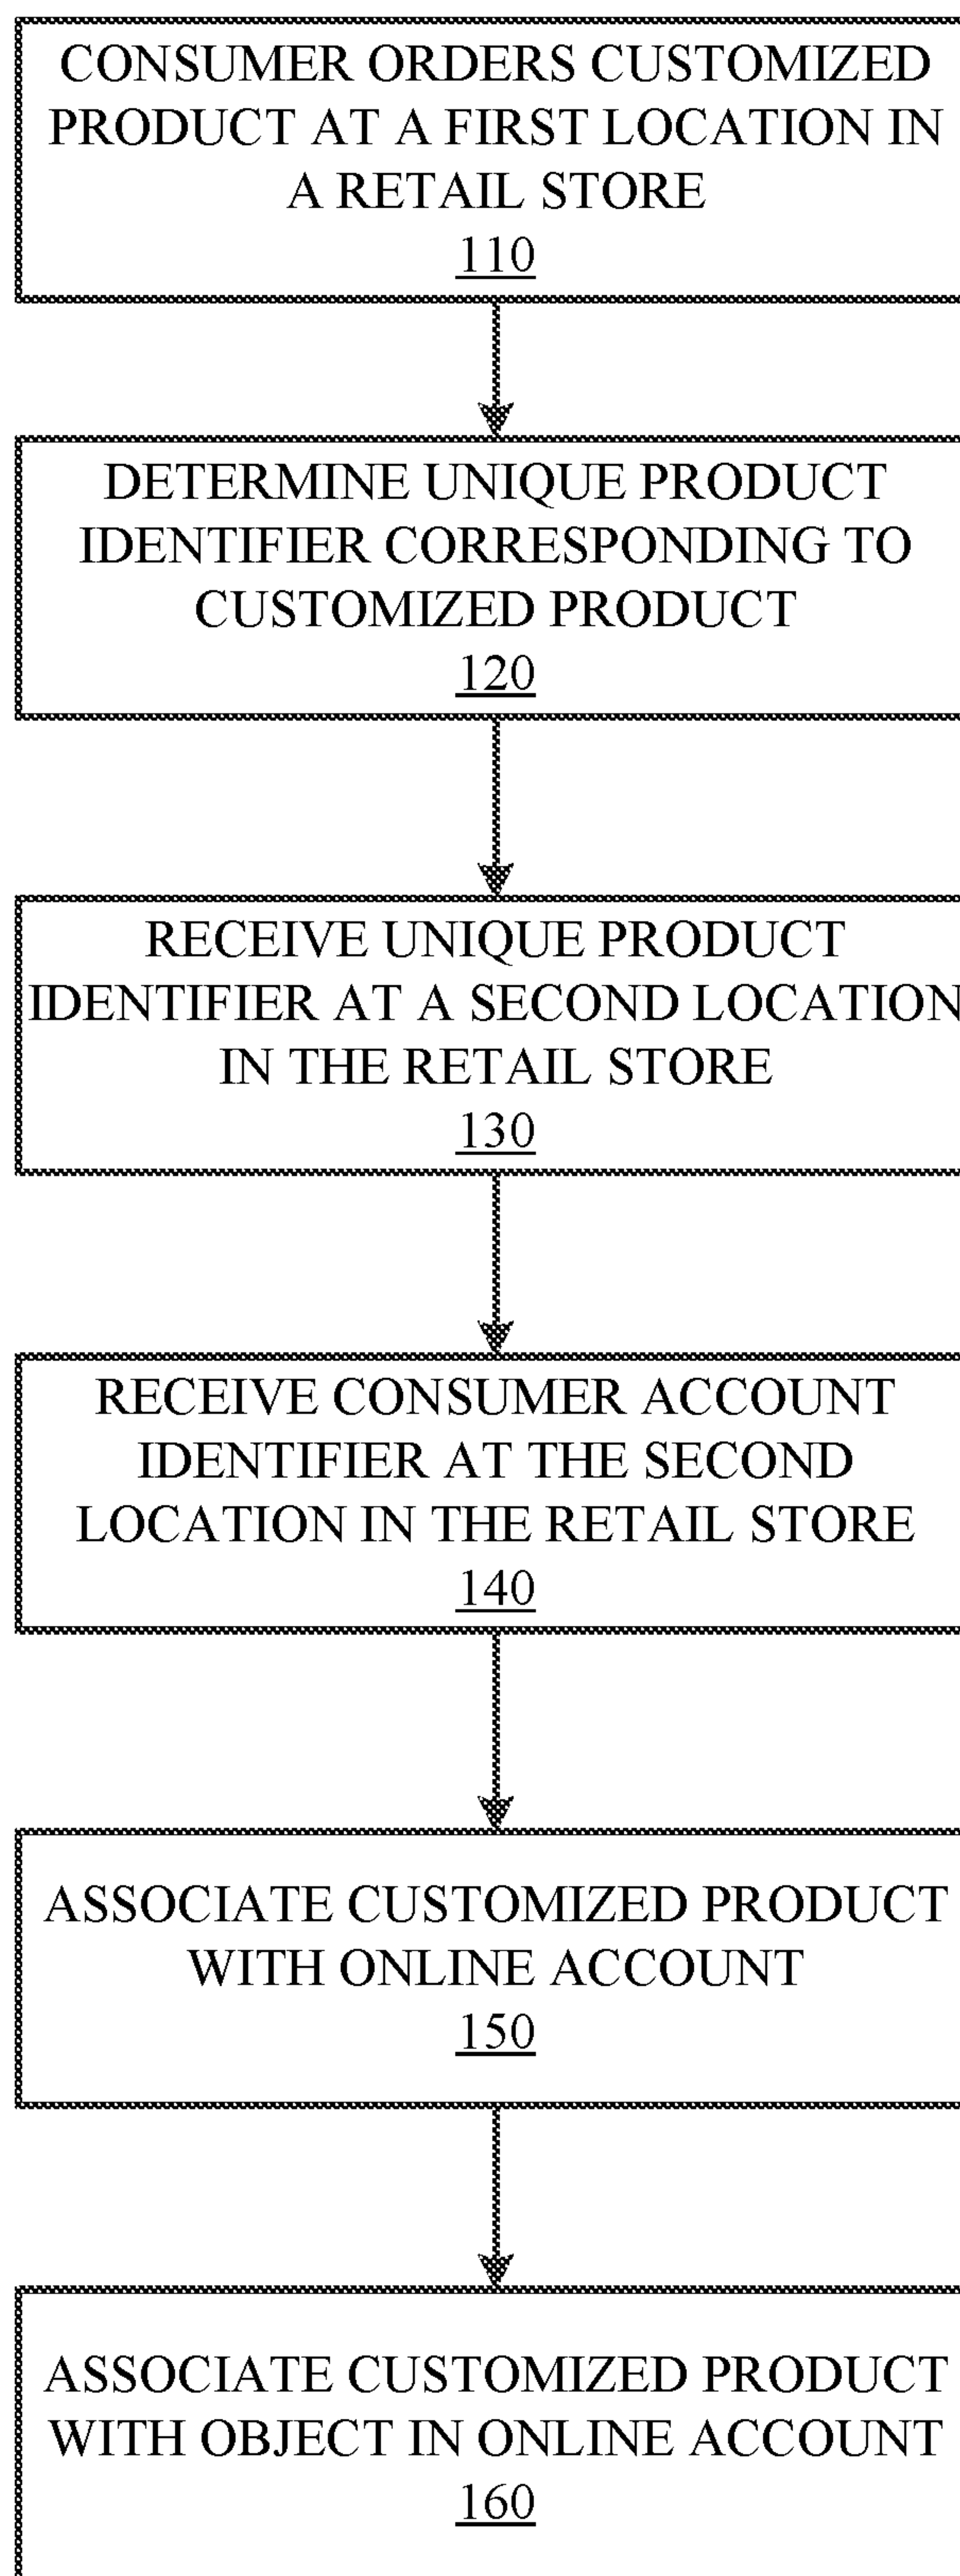 CONSUMER ORDERS CUSTOMIZED
PRODUCT AT A FIRST LOCATION IN
A RETAIL STORE
110
DETERMINE UNIQUE PRODUCT
IDENTIFIER CORRESPONDING TO
CUSTOMIZED PRODUCT
120
RECEIVE UNIQUE PRODUCT
IDENTIFIER AT A SECOND LOCATION
IN THE RETAIL STORE
130
RECEIVE CONSUMER ACCOUNT
IDENTIFIER AT THE SECOND
LOCATION IN THE RETAIL STORE
140
ASSOCIATE CUSTOMIZED PRODUCT
WITH ONLINE ACCOUNT
150
ASSOCIATE CUSTOMIZED PRODUCT
WITH OBJECT IN ONLINE ACCOUNT
160